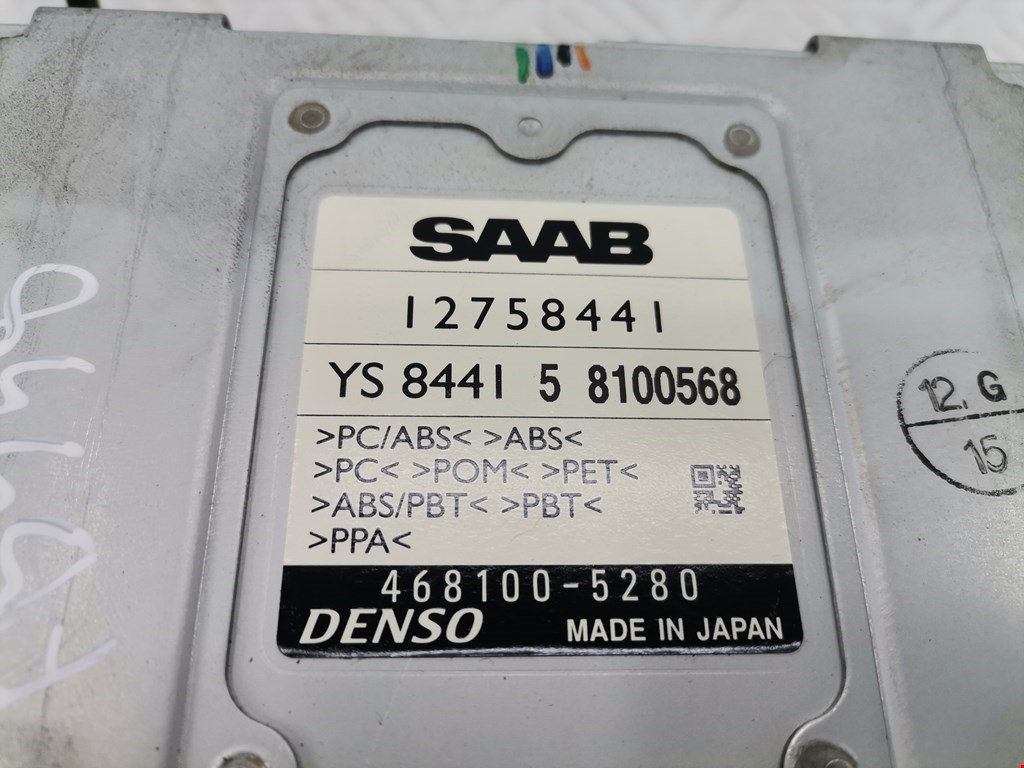 SAAB
12758441
YS 8441 5 8100568
>PC/ABS< >ABS<
>PC< >POM< >PET<
>ABS/PBT< >PBT<
>PPA<
468100-5280
DENSO MADE IN JAPAN
12. G
15